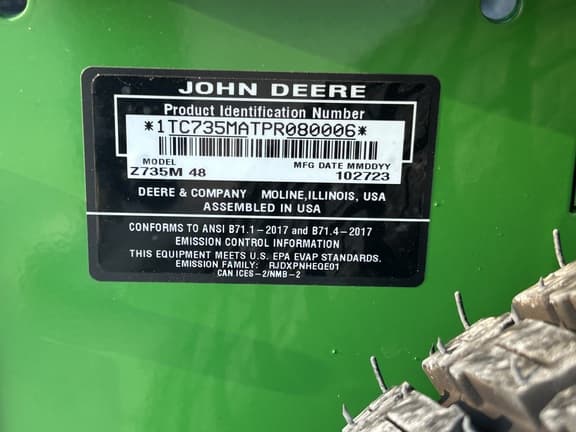 JOHN DEERE
Product Identification Number
*1TC735MATPR080006*
MODEL MFG DATE MMDDYY
Z735M 48 102723
DEERE & COMPANY MOLINE,ILLINOIS, USA
ASSEMBLED IN USA
CONFORMS TO ANSI B71.1-2017 and B71.4-2017
EMISSION CONTROL INFORMATION
THIS EQUIPMENT MEETS U.S. EPA EVAP STANDARDS.
EMISSION FAMILY: RJDXPNHEQE01
CAN ICES-2/NMB-2